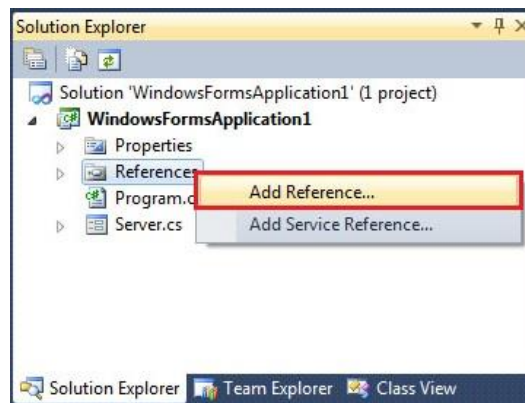 Solution Explorer
Solution 'WindowsFormsApplication1' (1 project)
WindowsFormsApplication1
Properties
References
Add Reference...
Program.c
Server.cs
Add Service Reference...
Solution Explorer Team Explorer Class View